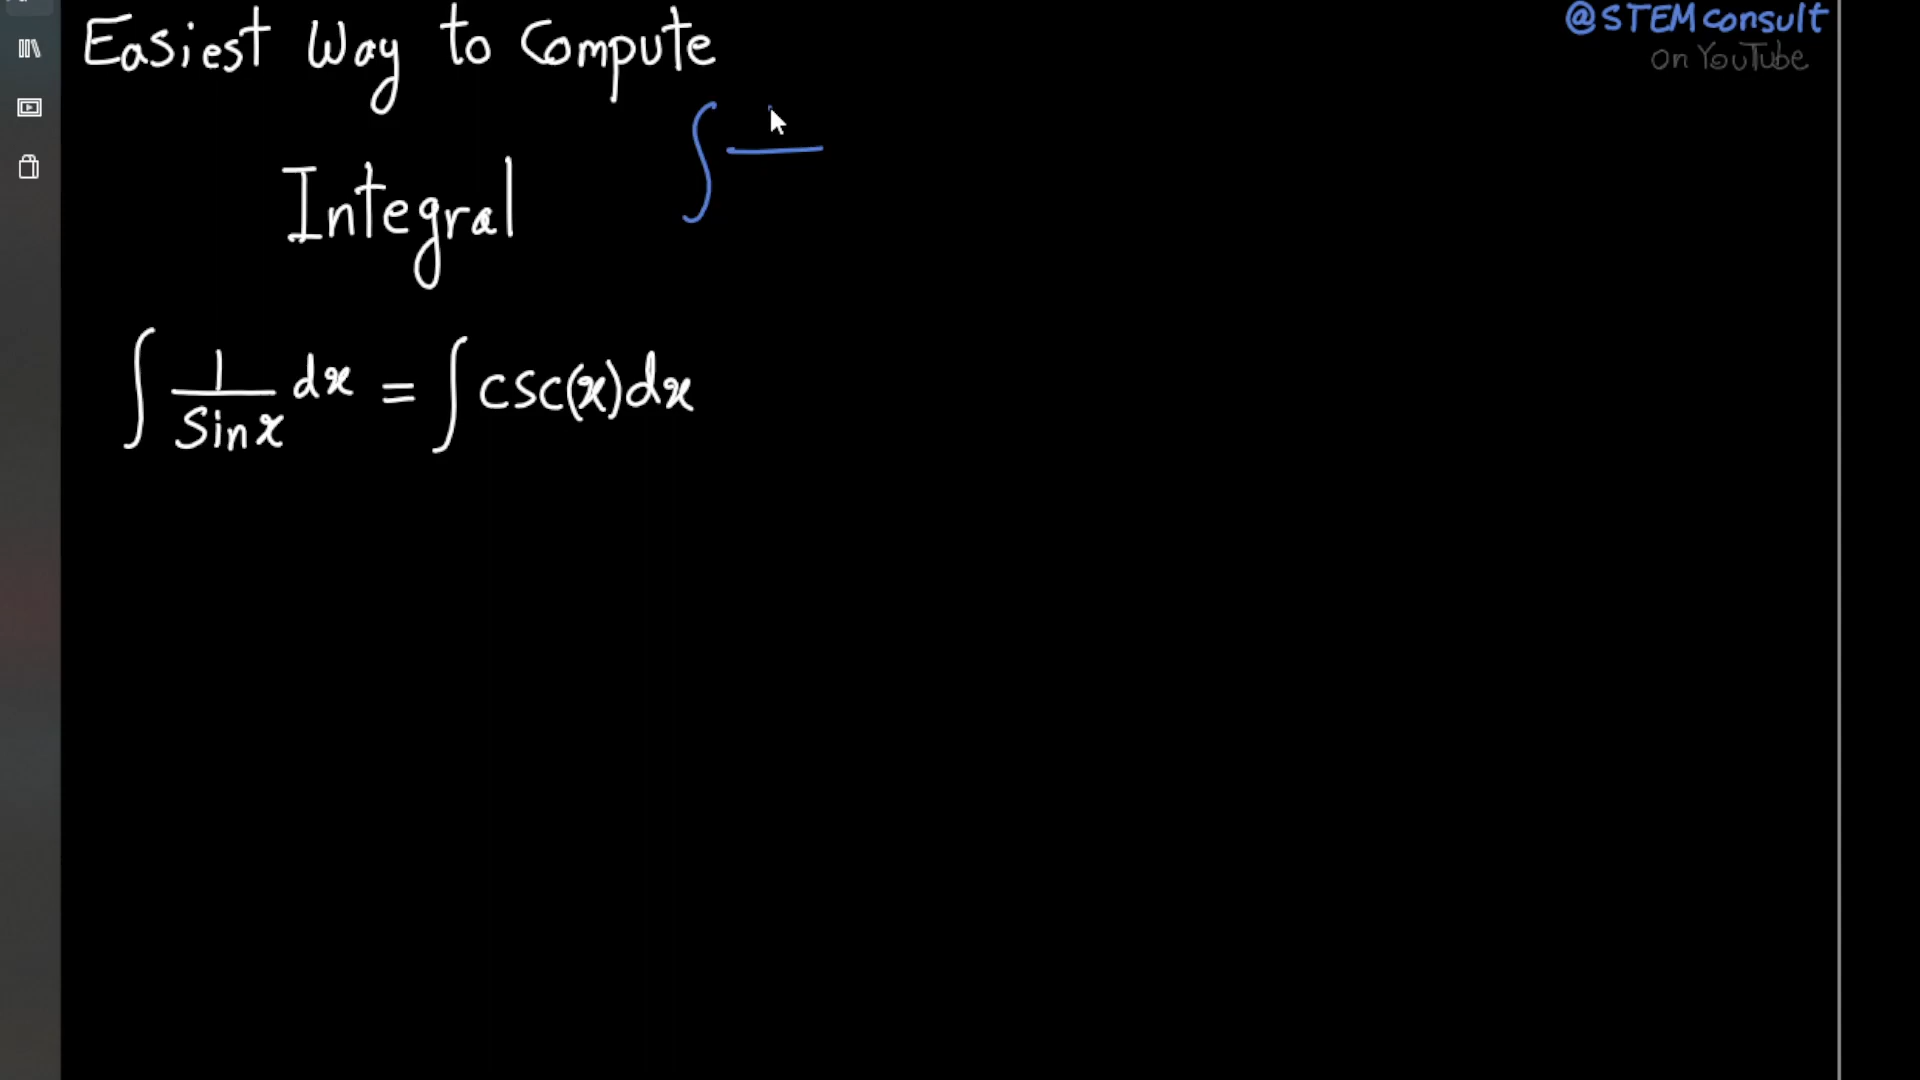 Easiest Way to Compute
@STEMconsult
on YouTube
Integral ∫ —
∫ 1/Sinx dx = ∫ csc(x)dx